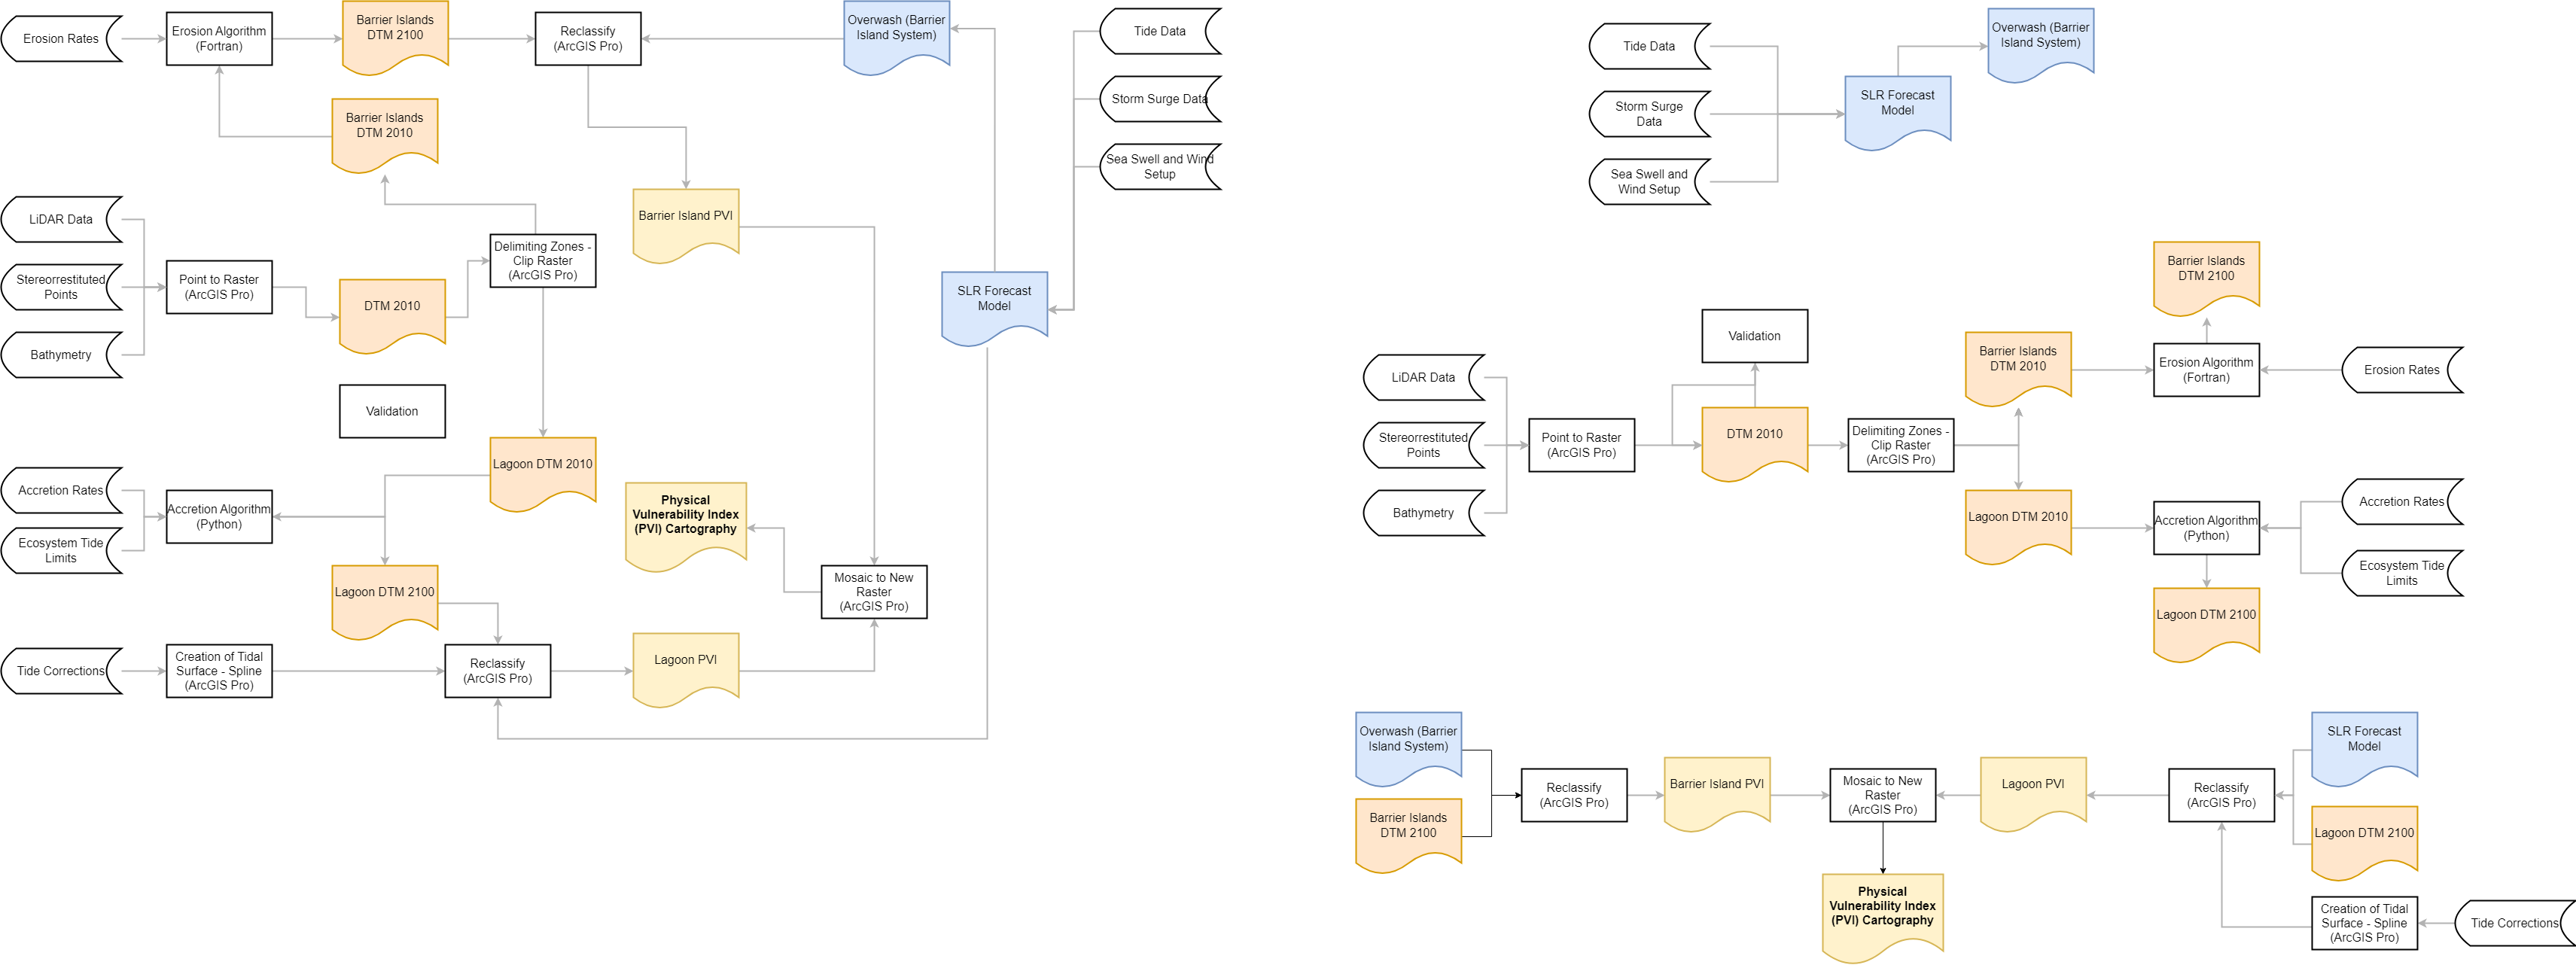 Erosion Rates
Erosion Algorithm
(Fortran)
Barrier Islands
DTM 2100
Reclassify
(ArcGIS Pro)
Overwash (Barrier
Island System)
Tide Data
Storm Surge Data
Sea Swell and Wind
Setup
Barrier Islands
DTM 2010
LiDAR Data
Stereorrestituted
Points
Bathymetry
Point to Raster
(ArcGIS Pro)
DTM 2010
Delimiting Zones -
Clip Raster
(ArcGIS Pro)
Barrier Island PVI
SLR Forecast
Model
Validation
Lagoon DTM 2010
Accretion Rates
Ecosystem Tide
Limits
Accretion Algorithm
(Python)
Physical
Vulnerability Index
(PVI) Cartography
Mosaic to New
Raster
(ArcGIS Pro)
Lagoon DTM 2100
Tide Corrections
Creation of Tidal
Surface - Spline
(ArcGIS Pro)
Reclassify
(ArcGIS Pro)
Lagoon PVI
Tide Data
Storm Surge
Data
Sea Swell and
Wind Setup
SLR Forecast
Model
Overwash (Barrier
Island System)
LiDAR Data
Stereorrestituted
Points
Bathymetry
Point to Raster
(ArcGIS Pro)
Validation
DTM 2010
Delimiting Zones -
Clip Raster
(ArcGIS Pro)
Barrier Islands
DTM 2010
Barrier Islands
DTM 2100
Erosion Algorithm
(Fortran)
Erosion Rates
Lagoon DTM 2010
Accretion Algorithm
(Python)
Accretion Rates
Ecosystem Tide
Limits
Lagoon DTM 2100
Overwash (Barrier
Island System)
Barrier Islands
DTM 2100
Reclassify
(ArcGIS Pro)
Barrier Island PVI
Mosaic to New
Raster
(ArcGIS Pro)
Lagoon PVI
Reclassify
(ArcGIS Pro)
SLR Forecast
Model
Lagoon DTM 2100
Physical
Vulnerability Index
(PVI) Cartography
Creation of Tidal
Surface - Spline
(ArcGIS Pro)
Tide Corrections